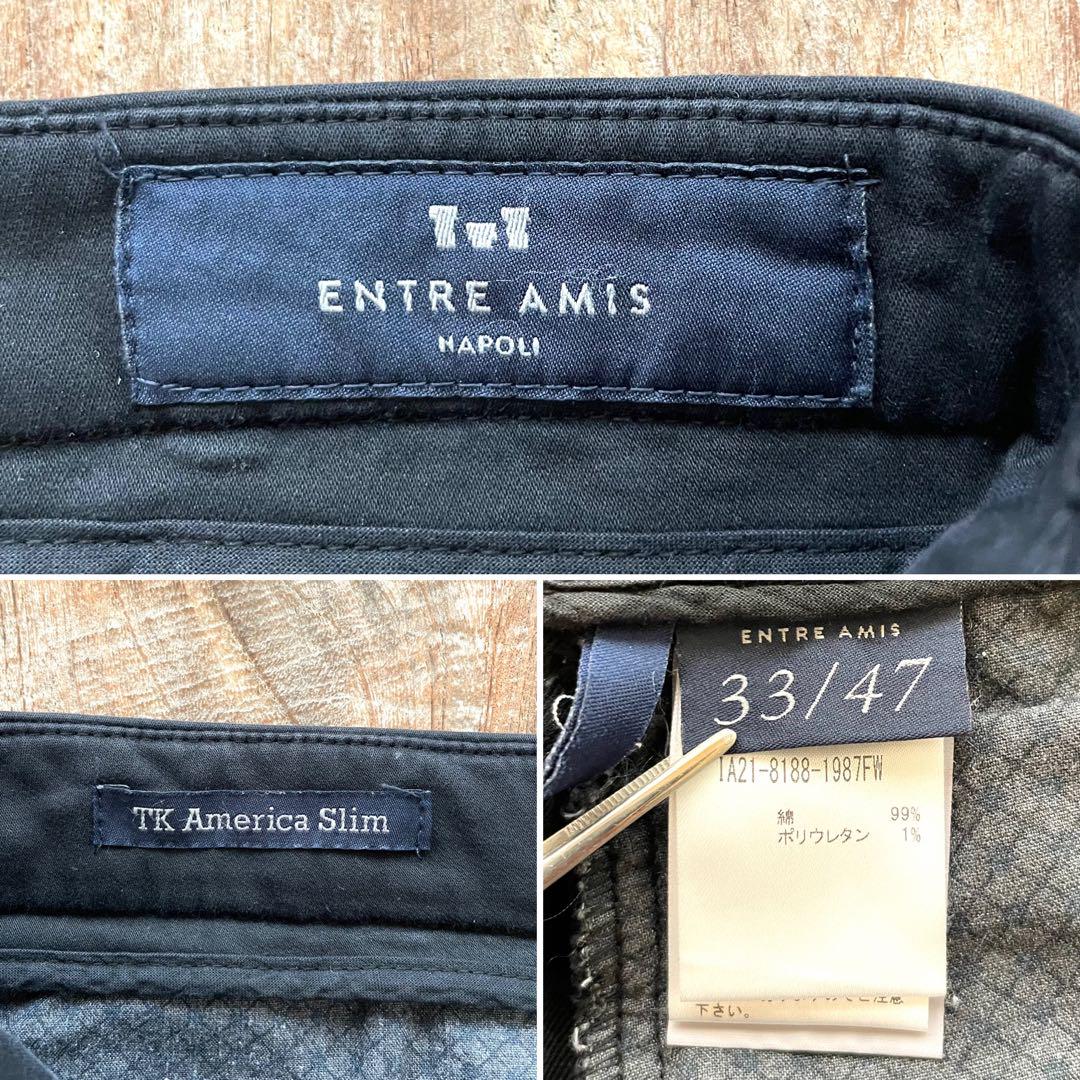 ENTRE AMIS
NAPOLI
TK America Slim
ENTRE AMIS
33/47
IA21-8188-1987FW
綿 99%
ポリウレタン 1%
下さい。